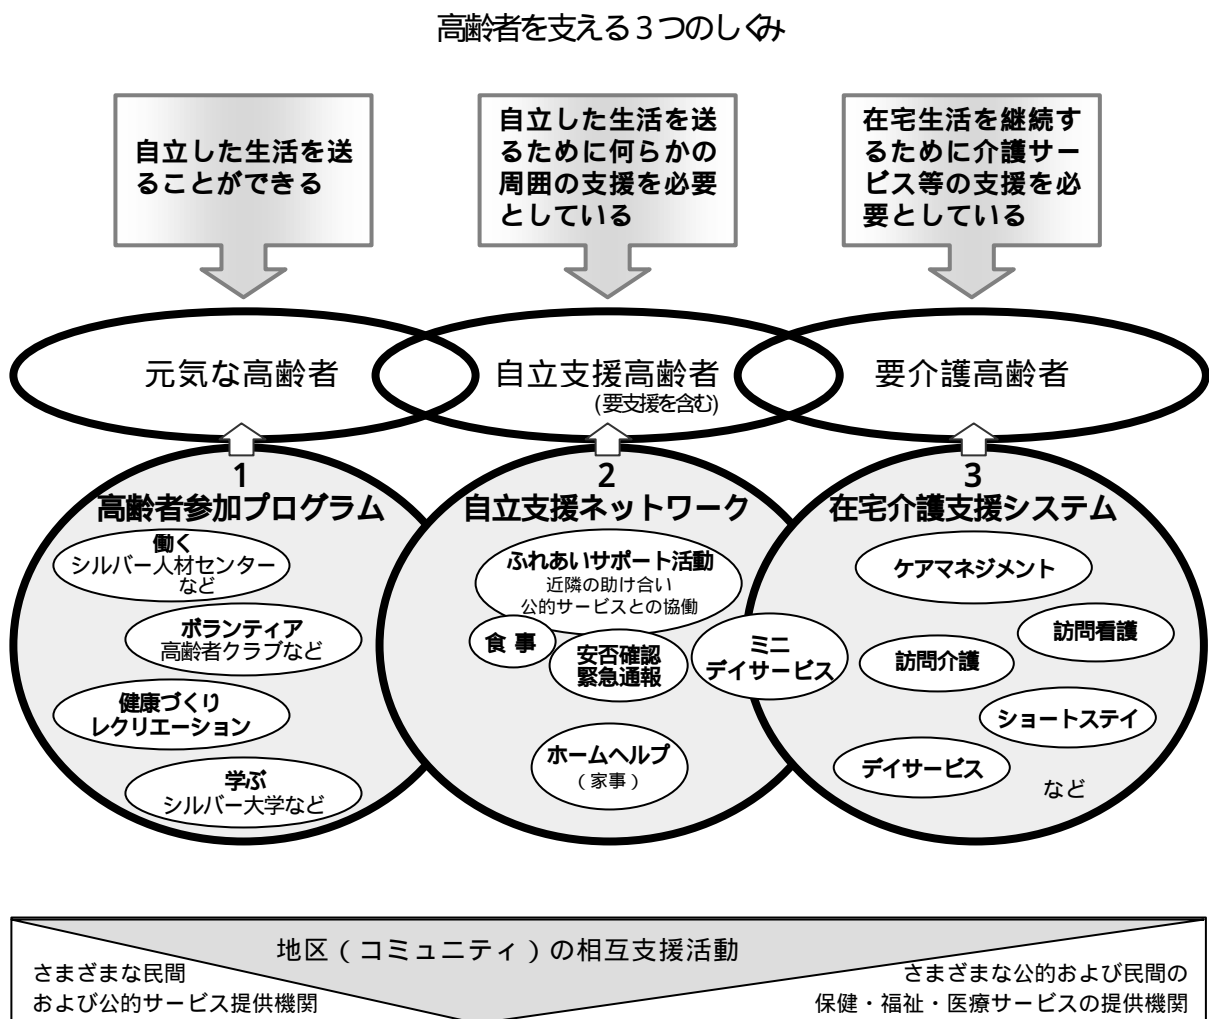 高齢者を支える3つのしくみ
自立した生活を送
ることができる
自立した生活を送
るために何らかの
周囲の支援を必要
としている
在宅生活を継続す
るために介護サー
ビス等の支援を必
要としている
元気な高齢者
自立支援高齢者
(要支援を含む)
要介護高齢者
1
高齢者参加プログラム
働く
シルバー人材センター
など
ボランティア
高齢者クラブなど
健康づくり
レクリエーション
学ぶ
シルバー大学など
2
自立支援ネットワーク
ふれあいサポート活動
近隣の助け合い
公的サービスとの協働
食 事
安否確認
緊急通報
ミニ
デイサービス
ホームヘルプ
(家事)
3
在宅介護支援システム
ケアマネジメント
訪問看護
訪問介護
ショートステイ
デイサービス
など
地区(コミュニティ)の相互支援活動
さまざまな民間
および公的サービス提供機関
さまざまな公的および民間の
保健・福祉・医療サービスの提供機関